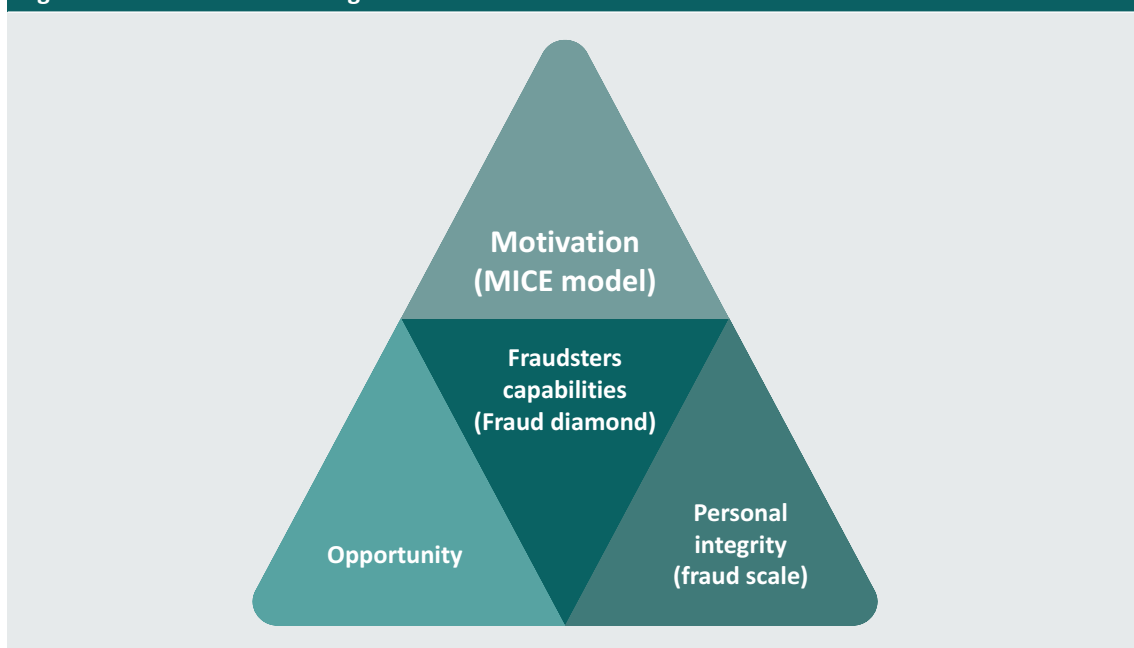 Motivation
(MICE model)
Fraudsters
capabilities
(Fraud diamond)
Personal
integrity
(fraud scale)
Opportunity